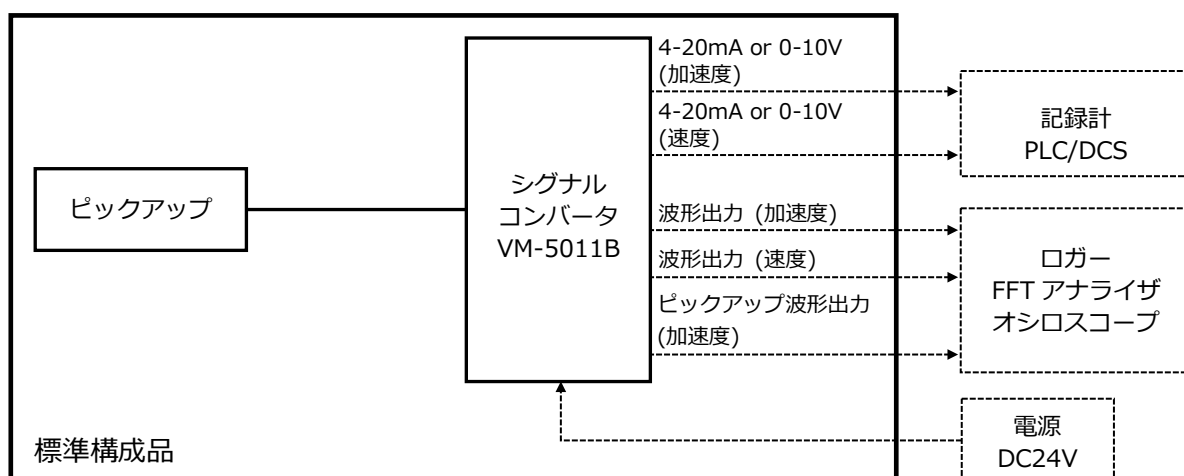 4-20mA or 0-10V
(加速度)
4-20mA or 0-10V
(速度)
記録計
PLC/DCS
ピックアップ
シグナル
コンバータ
VM-5011B
波形出力 (加速度)
波形出力 (速度)
ピックアップ波形出力
(加速度)
ロガー
FFT アナライザ
オシロスコープ
標準構成品
電源
DC24V